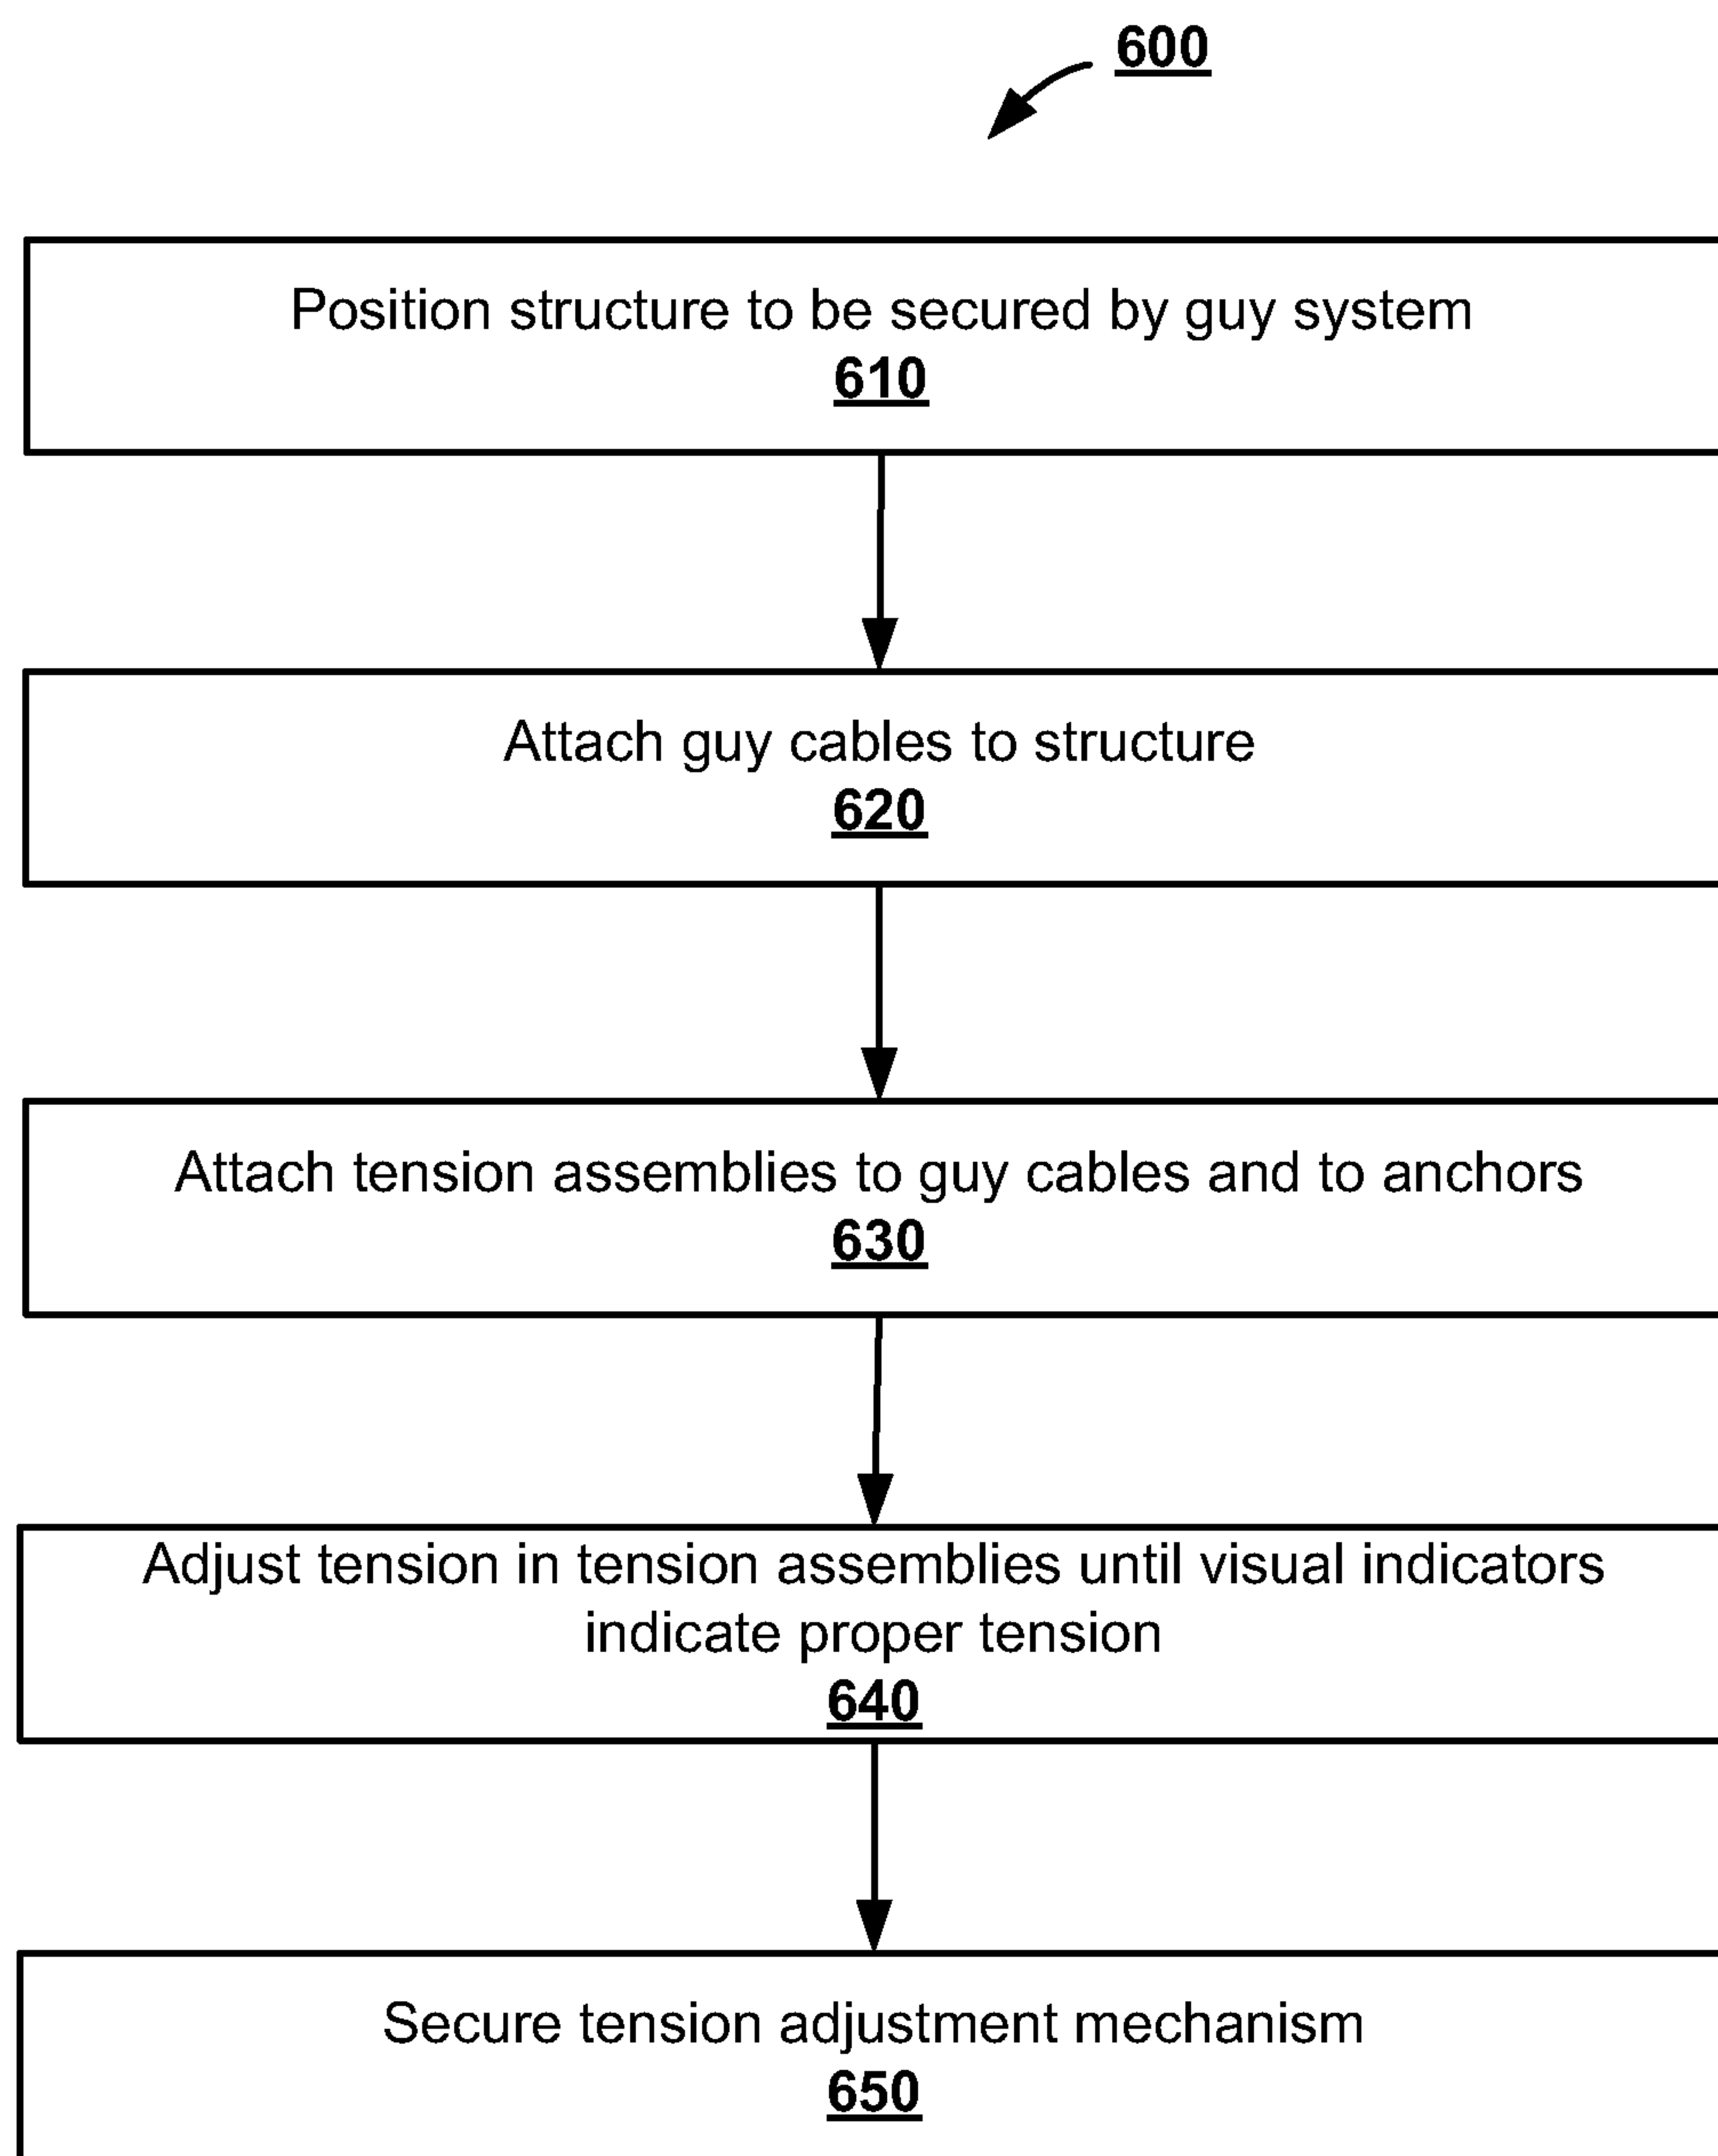 600
Position structure to be secured by guy system
610
Attach guy cables to structure
620
Attach tension assemblies to guy cables and to anchors
630
Adjust tension in tension assemblies until visual indicators
indicate proper tension
640
Secure tension adjustment mechanism
650